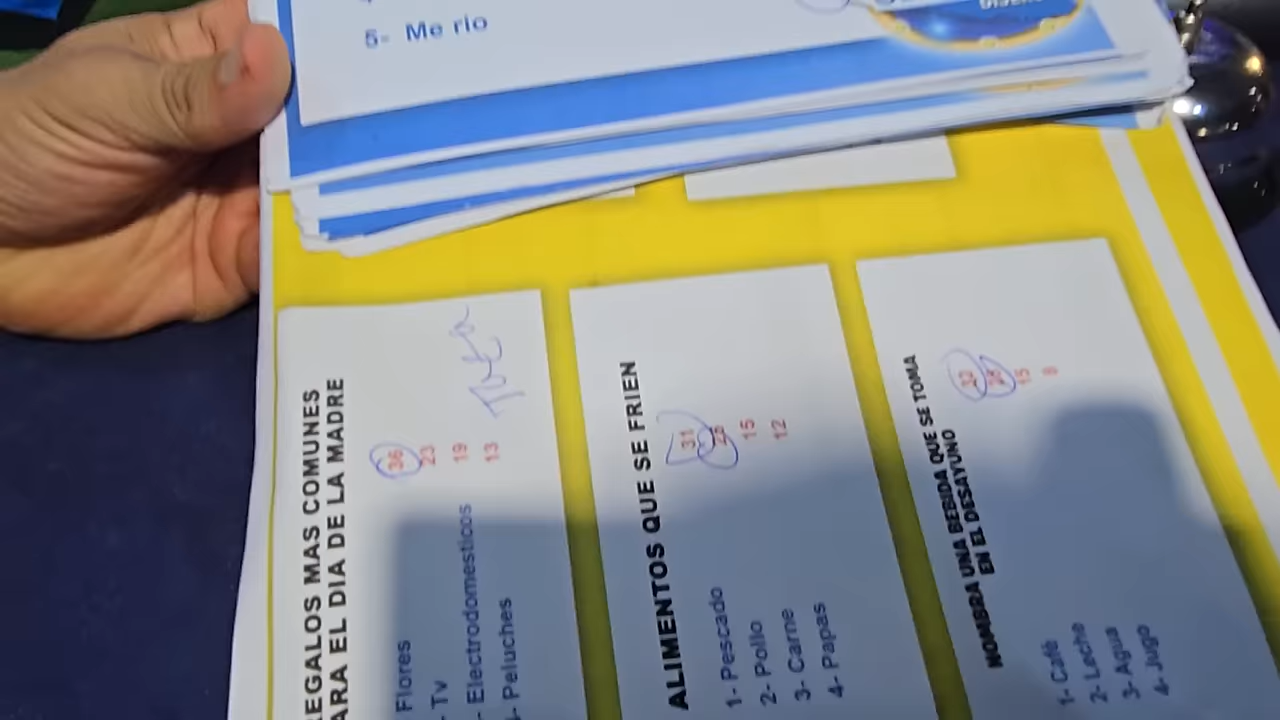 5- Me rio
REGALOS MAS COMUNES
PARA EL DIA DE LA MADRE
Flores 36
- Tv 23
- Electrodomesticos 19
- Peluches 13
ALIMENTOS QUE SE FRIEN
1- Pescado 31
2- Pollo 26
3- Carne 15
4- Papas 12
NOMBRA UNA BEBIDA QUE SE TOMA
EN EL DESAYUNO
1- Café
2- Leche
3- Agua 15
4- Jugo 8